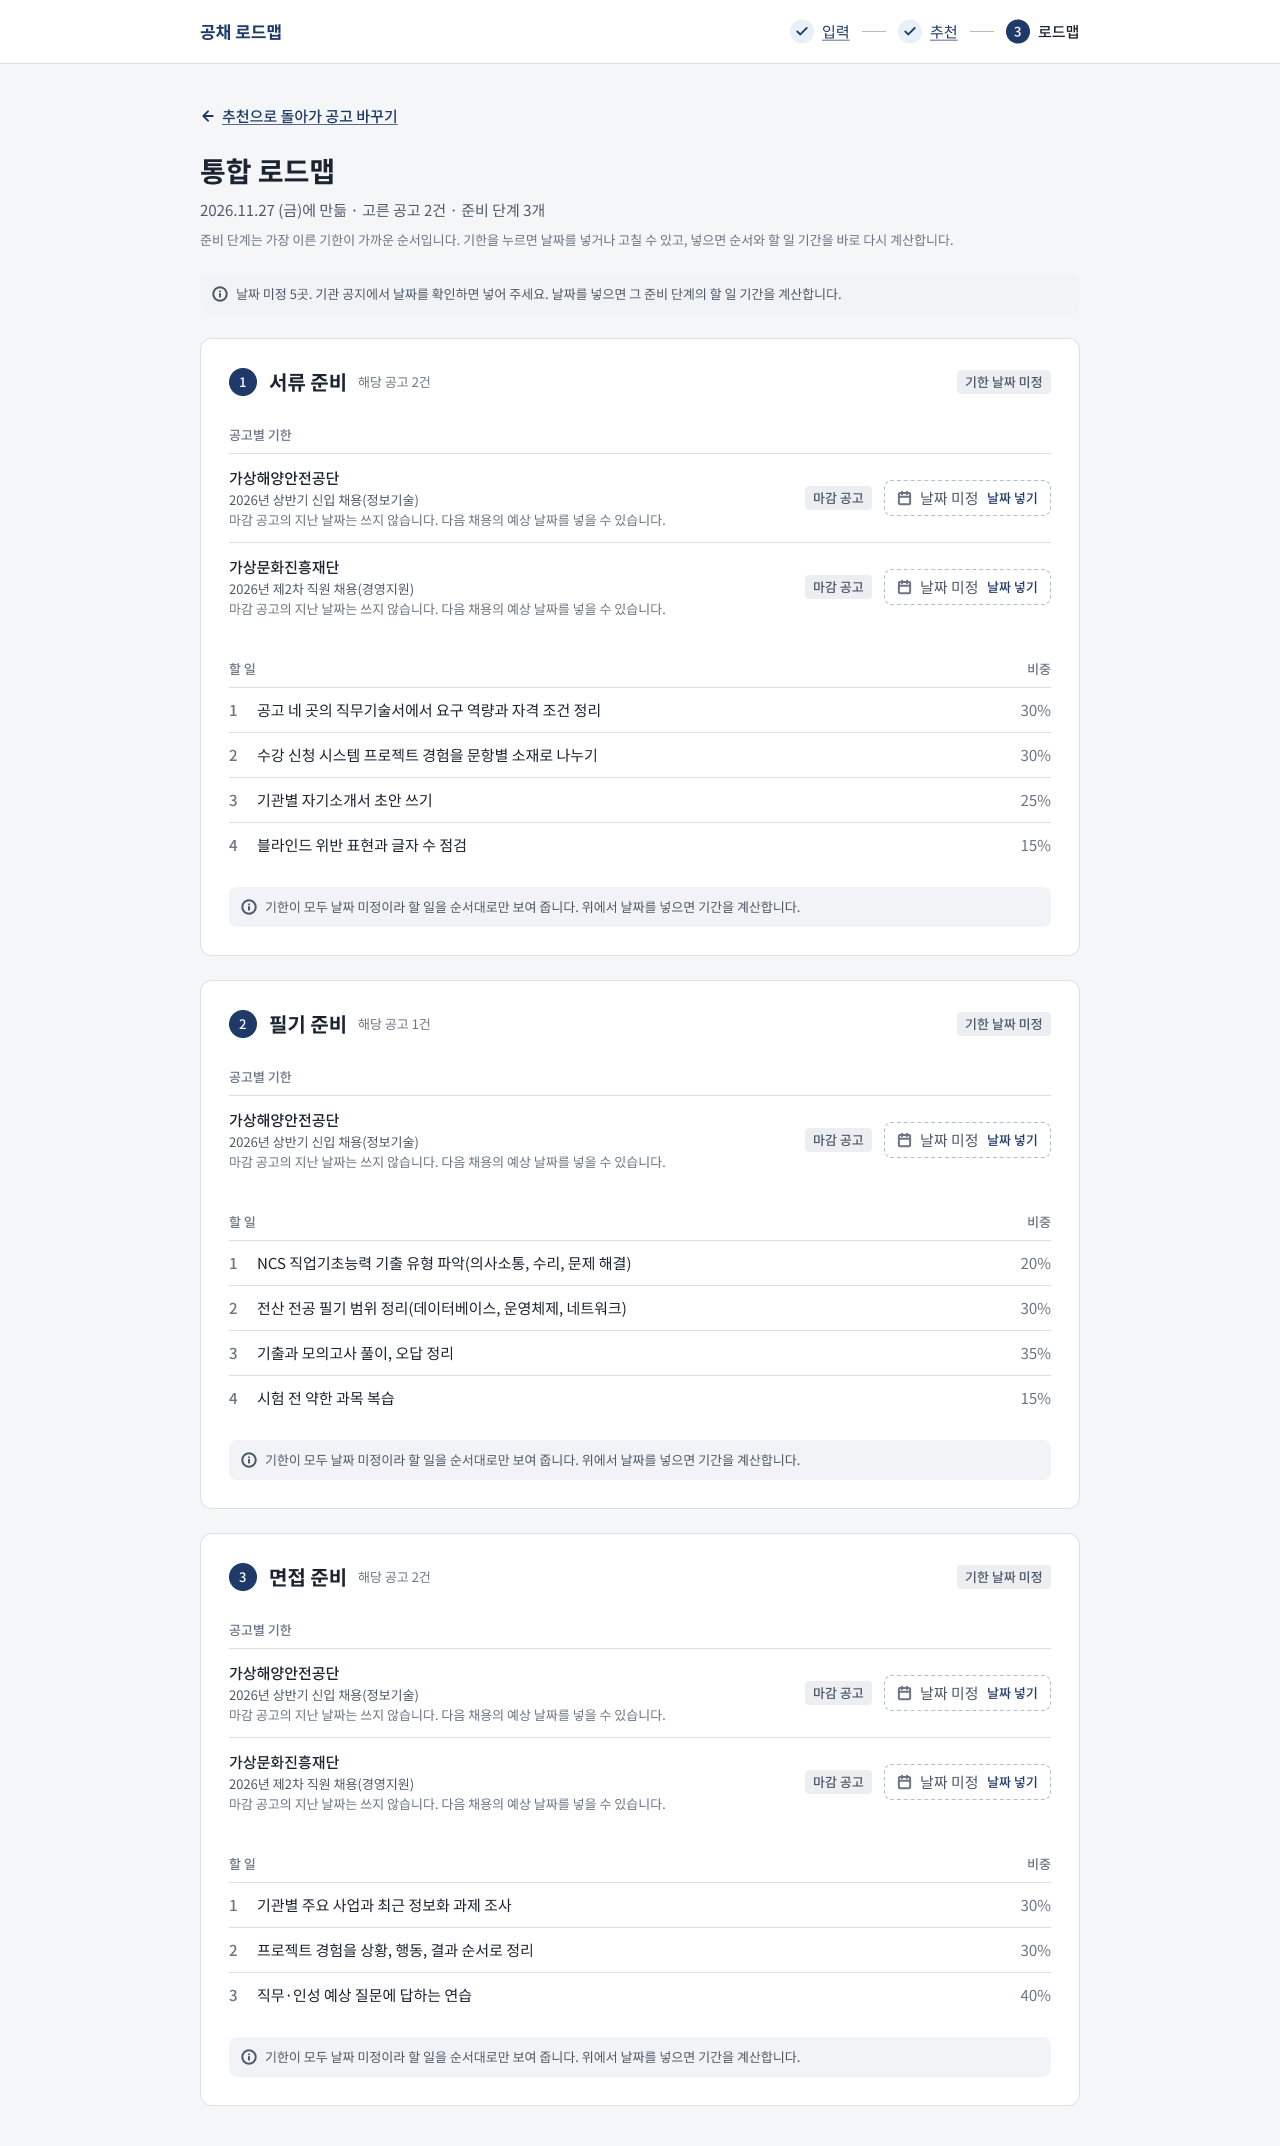 공채 로드맵
입력
추천
3 로드맵
추천으로 돌아가 공고 바꾸기
통합 로드맵
2026.11.27 (금)에 만듦 · 고른 공고 2건 · 준비 단계 3개
준비 단계는 가장 이른 기한이 가까운 순서입니다. 기한을 누르면 날짜를 넣거나 고칠 수 있고, 넣으면 순서와 할 일 기간을 바로 다시 계산합니다.
날짜 미정 5곳. 기관 공지에서 날짜를 확인하면 넣어 주세요. 날짜를 넣으면 그 준비 단계의 할 일 기간을 계산합니다.
1 서류 준비 해당 공고 2건 기한 날짜 미정
공고별 기한
가상해양안전공단
2026년 상반기 신입 채용(정보기술)
마감 공고의 지난 날짜는 쓰지 않습니다. 다음 채용의 예상 날짜를 넣을 수 있습니다.
마감 공고 날짜 미정 날짜 넣기
가상문화진흥재단
2026년 제2차 직원 채용(경영지원)
마감 공고의 지난 날짜는 쓰지 않습니다. 다음 채용의 예상 날짜를 넣을 수 있습니다.
마감 공고 날짜 미정 날짜 넣기
할 일 비중
1 공고 네 곳의 직무기술서에서 요구 역량과 자격 조건 정리 30%
2 수강 신청 시스템 프로젝트 경험을 문항별 소재로 나누기 30%
3 기관별 자기소개서 초안 쓰기 25%
4 블라인드 위반 표현과 글자 수 점검 15%
기한이 모두 날짜 미정이라 할 일을 순서대로만 보여 줍니다. 위에서 날짜를 넣으면 기간을 계산합니다.
2 필기 준비 해당 공고 1건 기한 날짜 미정
공고별 기한
가상해양안전공단
2026년 상반기 신입 채용(정보기술)
마감 공고의 지난 날짜는 쓰지 않습니다. 다음 채용의 예상 날짜를 넣을 수 있습니다.
마감 공고 날짜 미정 날짜 넣기
할 일 비중
1 NCS 직업기초능력 기출 유형 파악(의사소통, 수리, 문제 해결) 20%
2 전산 전공 필기 범위 정리(데이터베이스, 운영체제, 네트워크) 30%
3 기출과 모의고사 풀이, 오답 정리 35%
4 시험 전 약한 과목 복습 15%
기한이 모두 날짜 미정이라 할 일을 순서대로만 보여 줍니다. 위에서 날짜를 넣으면 기간을 계산합니다.
3 면접 준비 해당 공고 2건 기한 날짜 미정
공고별 기한
가상해양안전공단
2026년 상반기 신입 채용(정보기술)
마감 공고의 지난 날짜는 쓰지 않습니다. 다음 채용의 예상 날짜를 넣을 수 있습니다.
마감 공고 날짜 미정 날짜 넣기
가상문화진흥재단
2026년 제2차 직원 채용(경영지원)
마감 공고의 지난 날짜는 쓰지 않습니다. 다음 채용의 예상 날짜를 넣을 수 있습니다.
마감 공고 날짜 미정 날짜 넣기
할 일 비중
1 기관별 주요 사업과 최근 정보화 과제 조사 30%
2 프로젝트 경험을 상황, 행동, 결과 순서로 정리 30%
3 직무·인성 예상 질문에 답하는 연습 40%
기한이 모두 날짜 미정이라 할 일을 순서대로만 보여 줍니다. 위에서 날짜를 넣으면 기간을 계산합니다.